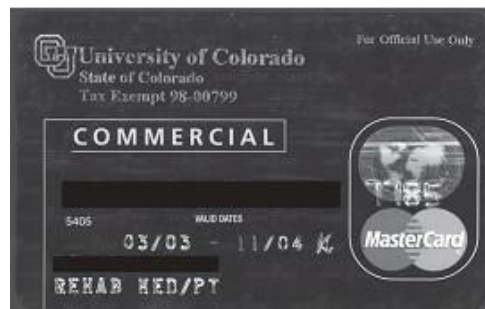 For Official Use Only
CU University of Colorado
State of Colorado
Tax Exempt 98-00799
COMMERCIAL
5405
VALID DATES
03/03 - 11/04
MasterCard
REHAB MED/PT